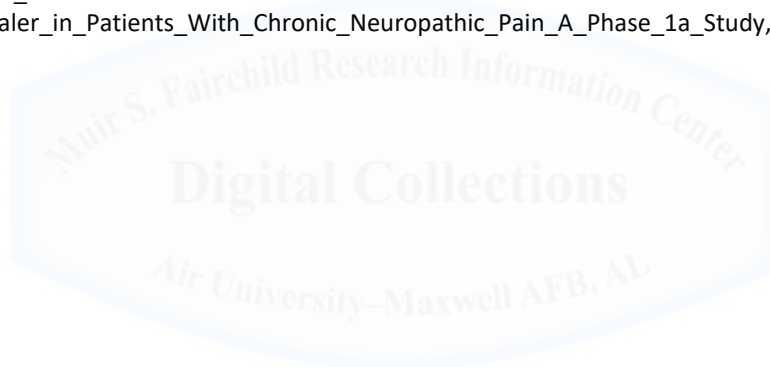 aler_in_Patients_With_Chronic_Neuropathic_Pain_A_Phase_1a_Study,
Muir S. Fairchild Research Information Center
Digital Collections
Air University–Maxwell AFB, AL